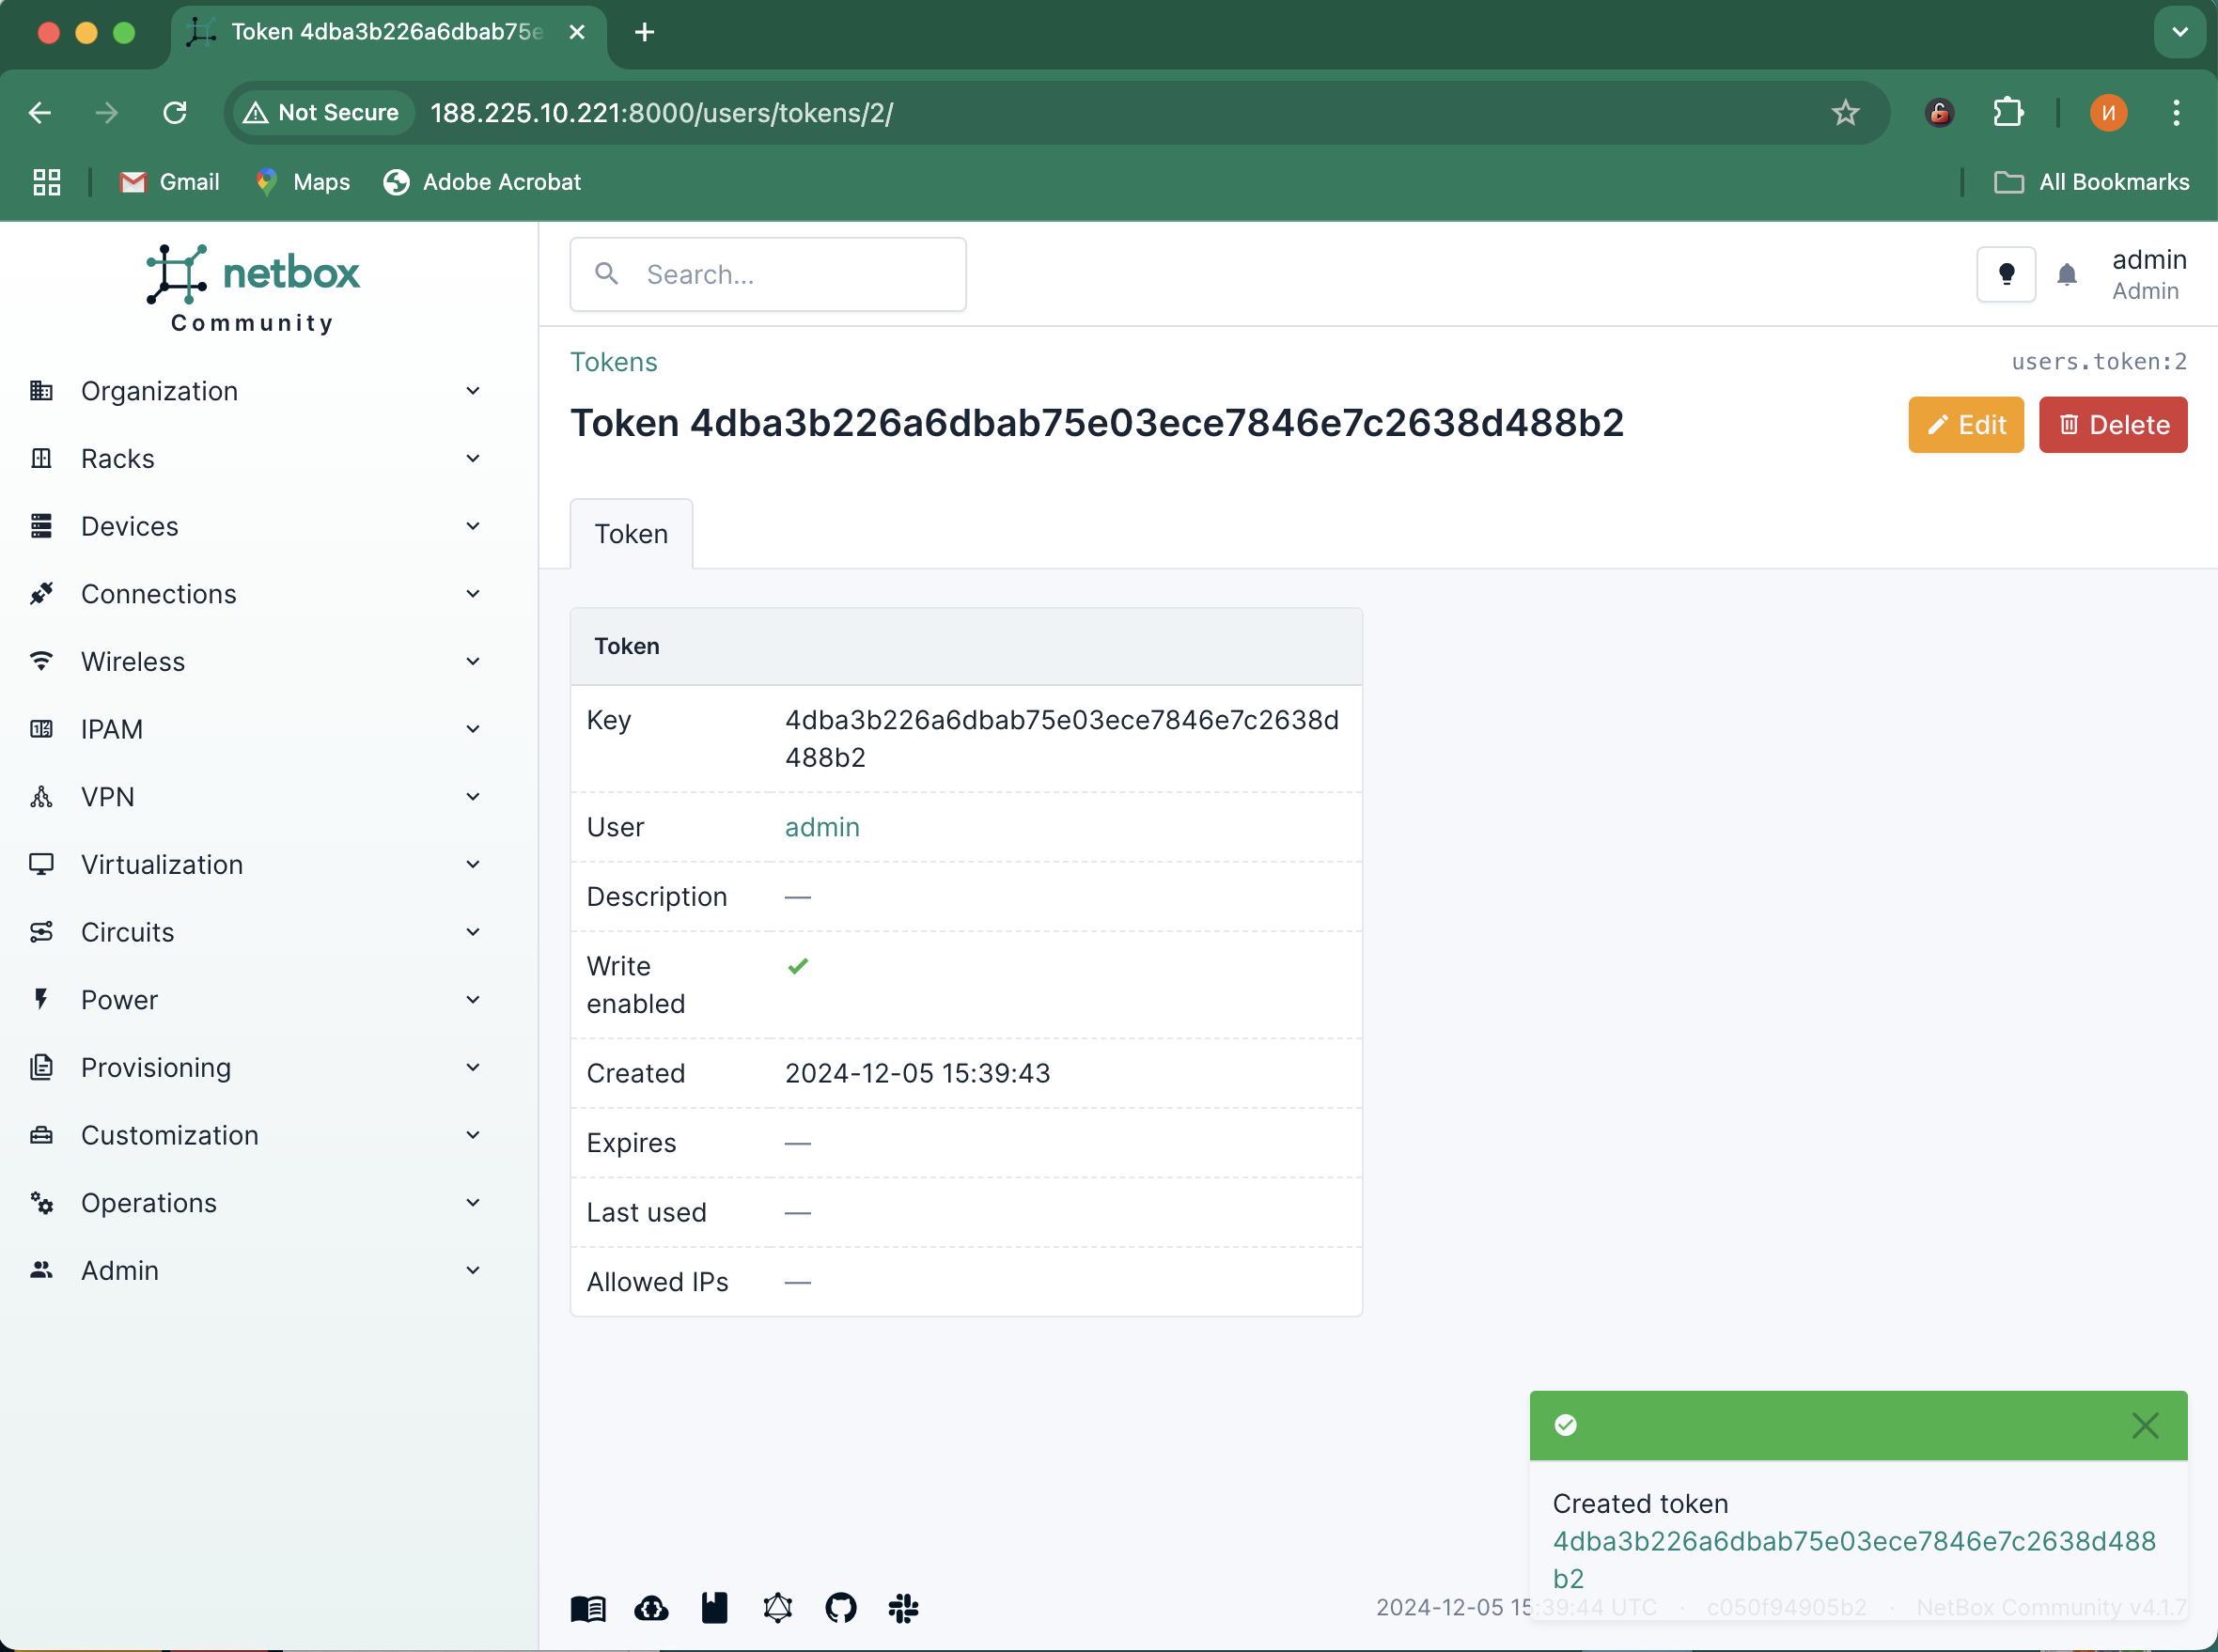 Token 4dba3b226a6dbab75e
Not Secure 188.225.10.221:8000/users/tokens/2/
И
Gmail Maps Adobe Acrobat All Bookmarks
netbox
Community
Organization
Racks
Devices
Connections
Wireless
IPAM
VPN
Virtualization
Circuits
Power
Provisioning
Customization
Operations
Admin
Search...
admin
Admin
Tokens
users.token:2
Token 4dba3b226a6dbab75e03ece7846e7c2638d488b2
Edit Delete
Token
Token
Key 4dba3b226a6dbab75e03ece7846e7c2638d
488b2
User admin
Description —
Write
enabled
Created 2024-12-05 15:39:43
Expires —
Last used —
Allowed IPs —
Created token
4dba3b226a6dbab75e03ece7846e7c2638d488
b2
2024-12-05 15:39:44 UTC · c050f94905b2 · NetBox Community v4.1.7